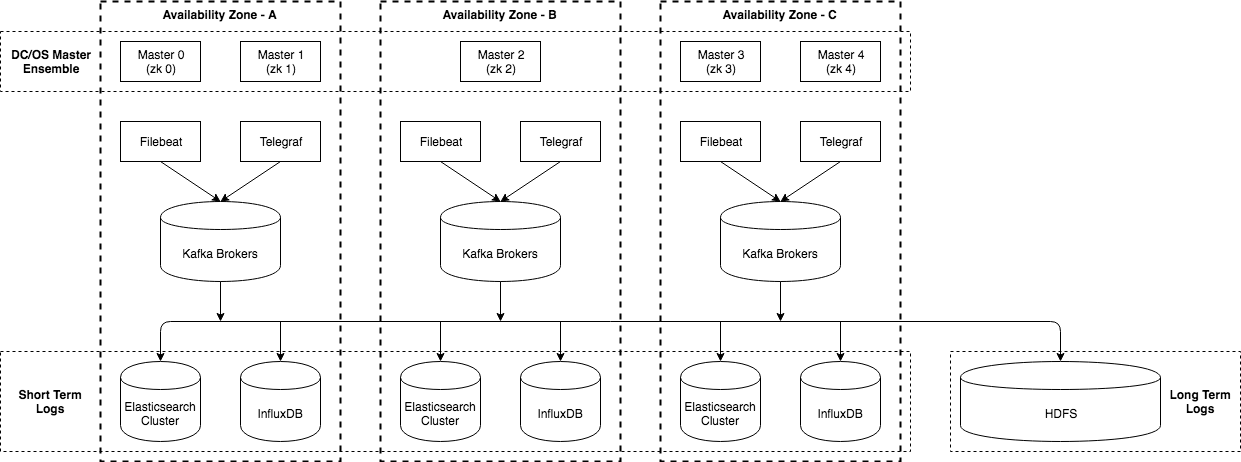 Availability Zone - A
Availability Zone - B
Availability Zone - C
DC/OS Master
Ensemble
Master 0
(zk 0)
Master 1
(zk 1)
Master 2
(zk 2)
Master 3
(zk 3)
Master 4
(zk 4)
Filebeat
Telegraf
Filebeat
Telegraf
Filebeat
Telegraf
Kafka Brokers
Kafka Brokers
Kafka Brokers
Short Term
Logs
Elasticsearch
Cluster
InfluxDB
Elasticsearch
Cluster
InfluxDB
Elasticsearch
Cluster
InfluxDB
HDFS
Long Term
Logs